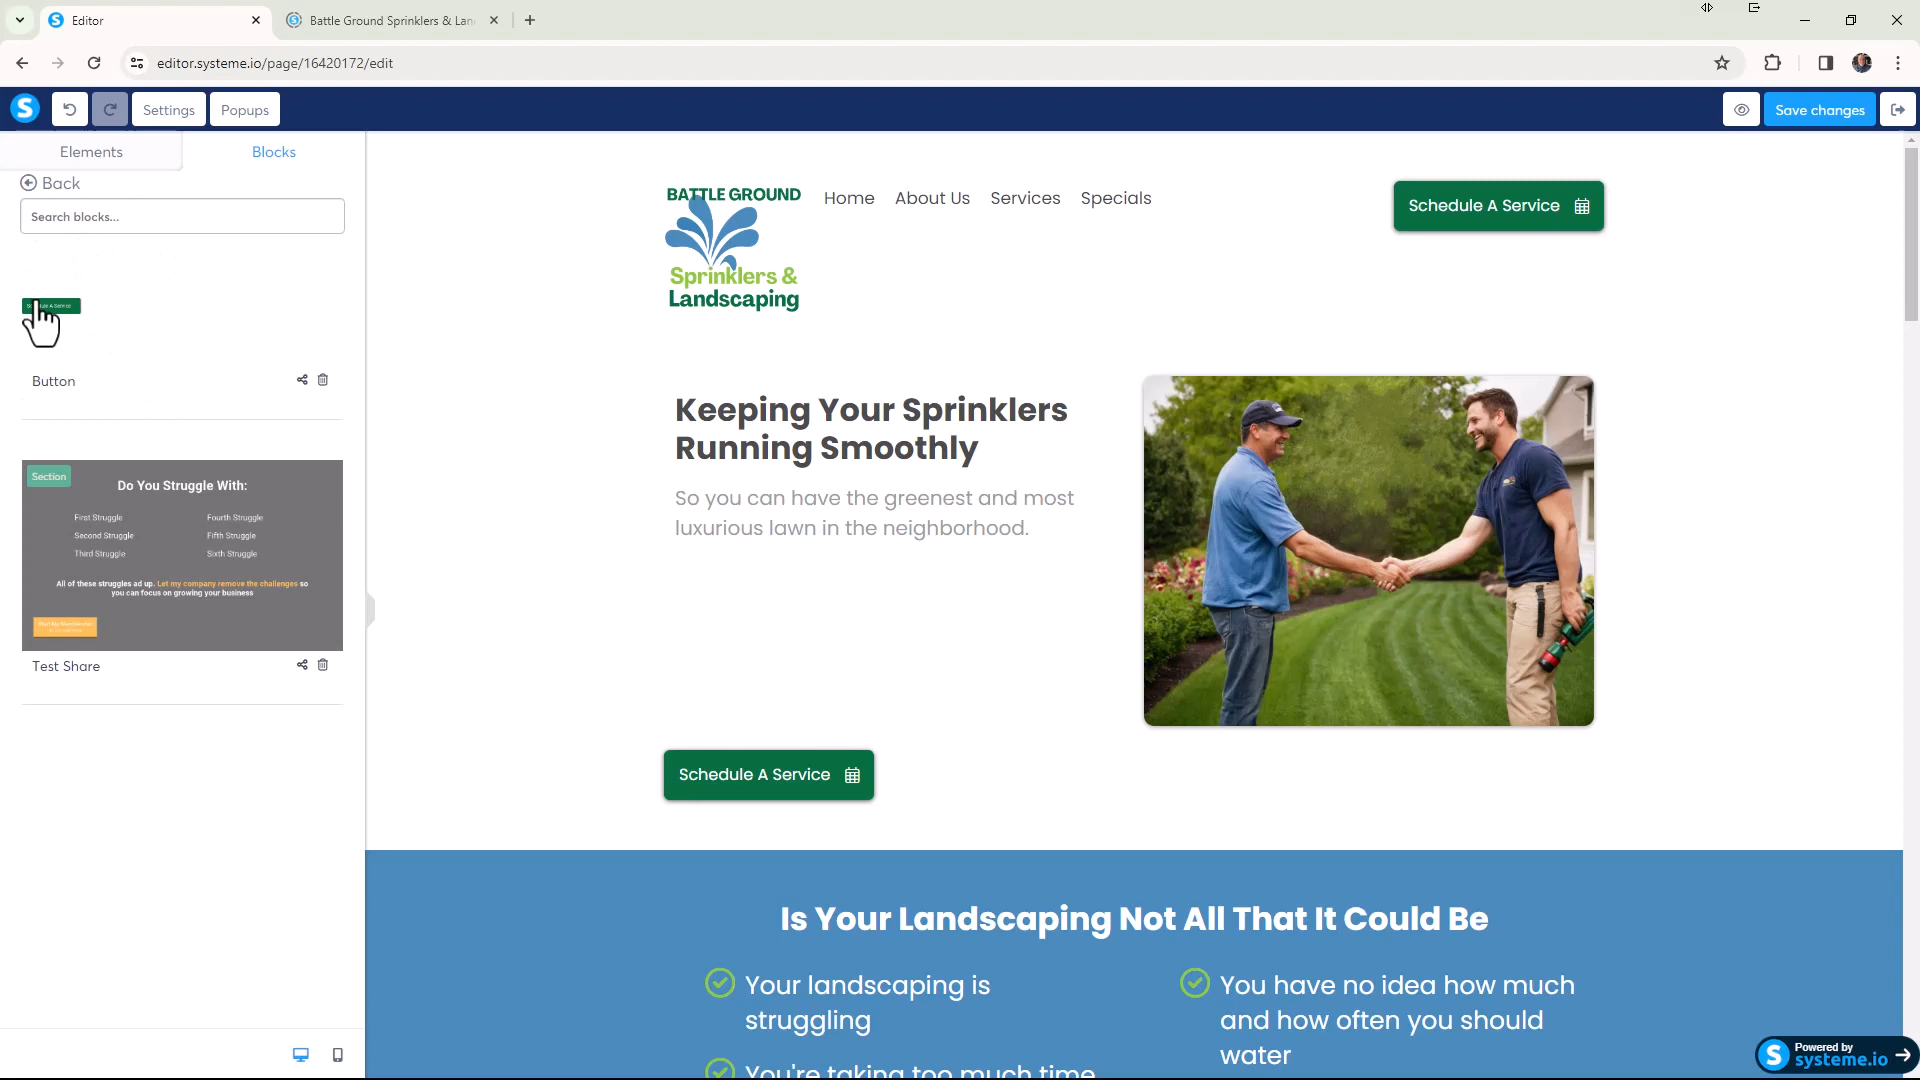 Editor
Battle Ground Sprinklers & Lan
editor.systeme.io/page/16420172/edit
Settings
Popups
Save changes
Elements
Blocks
Back
Search blocks...
A Service
Button
Section
Do You Struggle With:
First Struggle
Fourth Struggle
Second Struggle
Fifth Struggle
Third Struggle
Sixth Struggle
All of these struggles ad up. Let my company remove the challenges so
you can focus on growing your business
Test Share
BATTLE GROUND
Sprinklers &
Landscaping
Home
About Us
Services
Specials
Schedule A Service
Keeping Your Sprinklers
Running Smoothly
So you can have the greenest and most
luxurious lawn in the neighborhood.
Schedule A Service
Is Your Landscaping Not All That It Could Be
Your landscaping is
struggling
You have no idea how much
and how often you should
water
You're taking too much time
Powered by
systeme.io